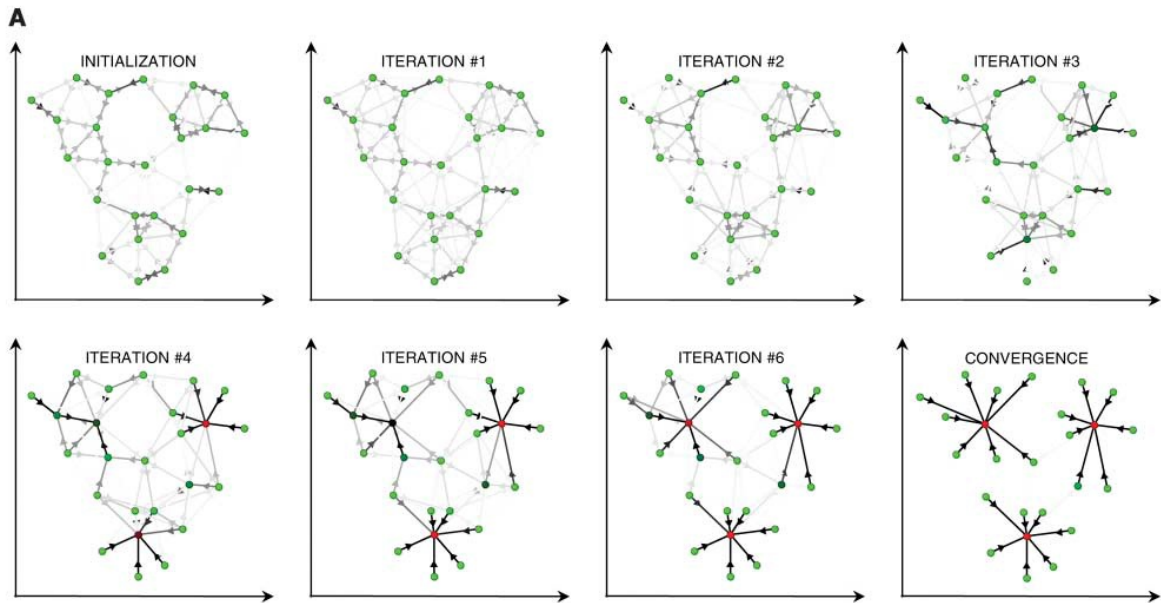 A
INITIALIZATION
ITERATION #1
ITERATION #2
ITERATION #3
ITERATION #4
ITERATION #5
ITERATION #6
CONVERGENCE